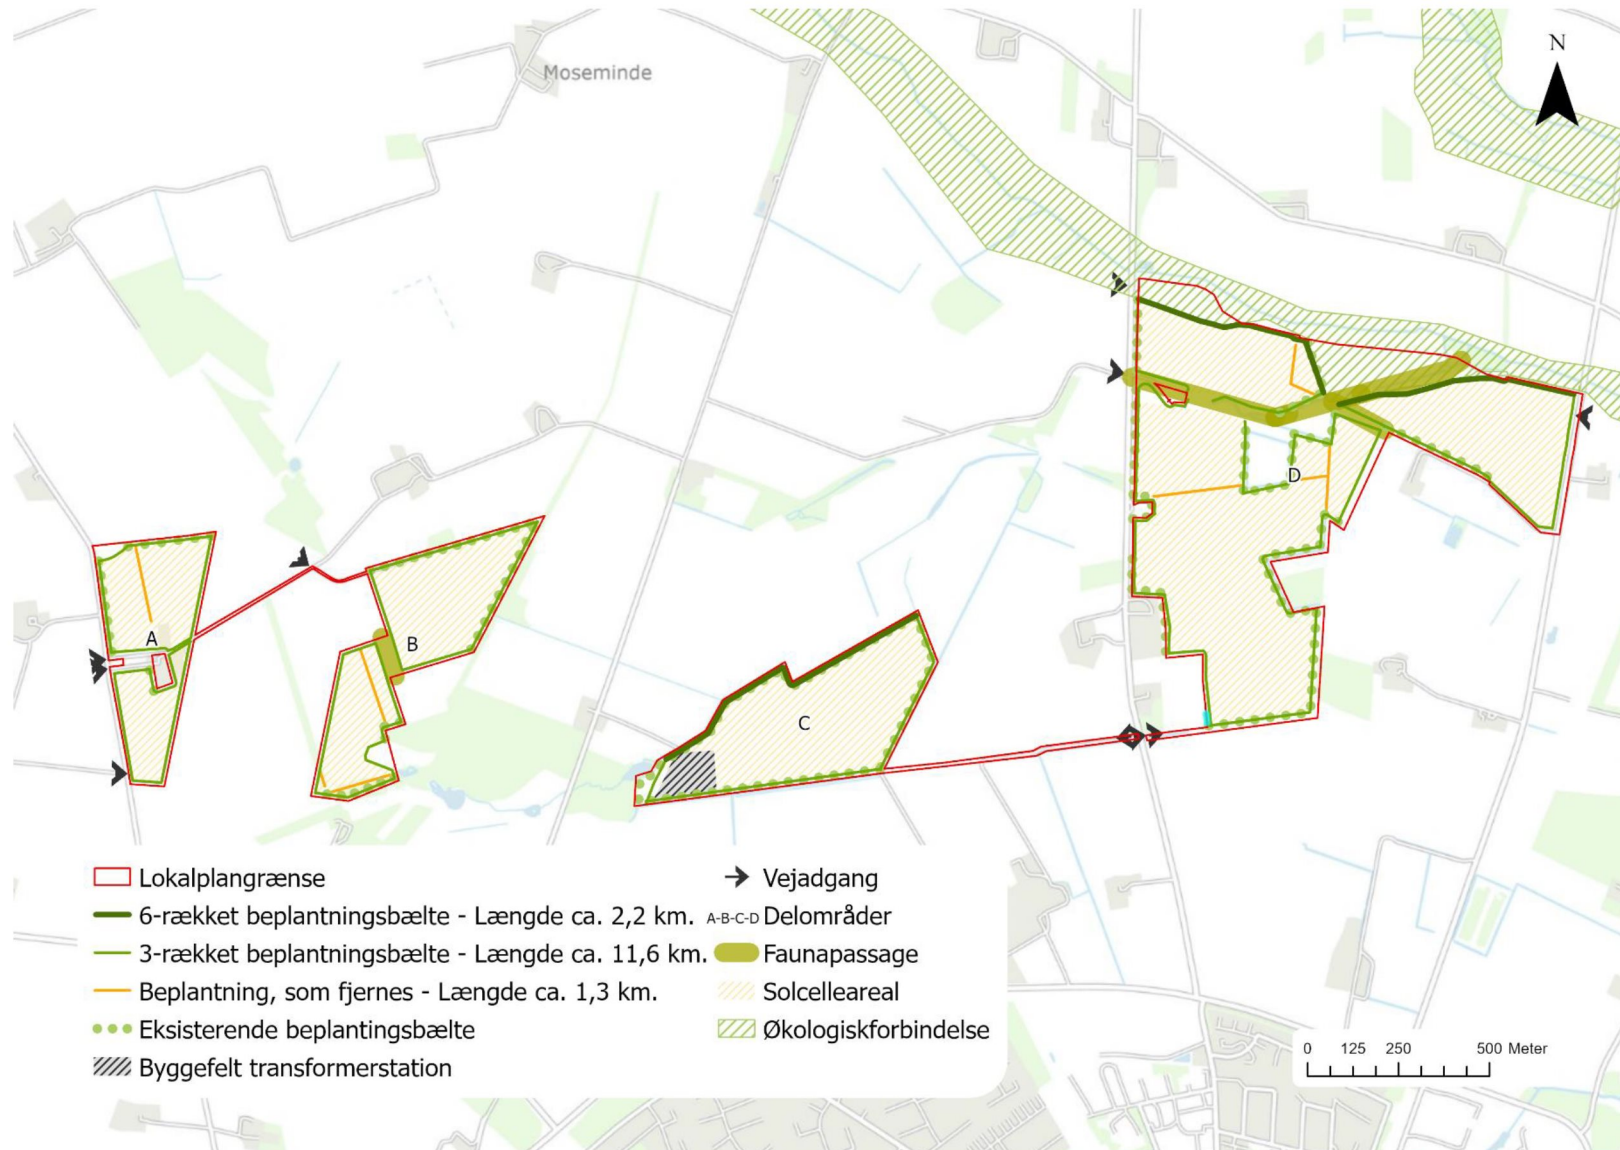 Moseminde
N
A
B
C
D
Lokalplangrænse
6-rækket beplantningsbælte - Længde ca. 2,2 km.
3-rækket beplantningsbælte - Længde ca. 11,6 km.
Beplantning, som fjernes - Længde ca. 1,3 km.
Eksisterende beplantingsbælte
Byggefelt transformerstation
Vejadgang
A-B-C-D Delområder
Faunapassage
Solcelleareal
Økologiskforbindelse
0 125 250 500 Meter